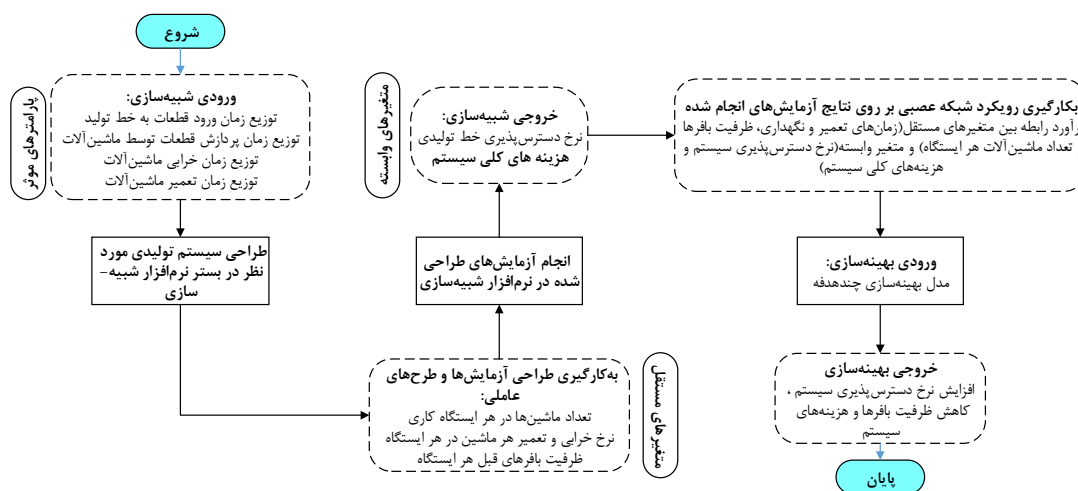 شروع
پارامترهای موثر
ورودی شبیه‌سازی:
توزیع زمان ورود قطعات به خط تولید
توزیع زمان پردازش قطعات توسط ماشین‌آلات
توزیع زمان خرابی ماشین‌آلات
توزیع زمان تعمیر ماشین‌آلات
طراحی سیستم تولیدی مورد
نظر در بستر نرم‌افزار شبیه-
سازی
به‌کارگیری طراحی آزمایش‌ها و طرح‌های
عاملی:
تعداد ماشین‌ها در هر ایستگاه کاری
نرخ خرابی و تعمیر هر ماشین در هر ایستگاه
ظرفیت بافرهای قبل هر ایستگاه
متغیرهای مستقل
انجام آزمایش‌های طراحی
شده در نرم‌افزار شبیه‌سازی
متغیرهای وابسته
خروجی شبیه‌سازی:
نرخ دسترس‌پذیری خط تولیدی
هزینه های کلی سیستم
بکارگیری رویکرد شبکه عصبی بر روی نتایج آزمایش‌های انجام شده
رآورد رابطه بین متغیرهای مستقل(زمان‌های تعمیر و نگهداری، ظرفیت بافرها
تعداد ماشین‌آلات هر ایستگاه) و متغیر وابسته(نرخ دسترس‌پذیری سیستم و
هزینه‌های کلی سیستم)
ورودی بهینه‌سازی:
مدل بهینه‌سازی چندهدفه
خروجی بهینه‌سازی
افزایش نرخ دسترس‌پذیری سیستم ،
کاهش ظرفیت بافرها و هزینه‌های
سیستم
پایان